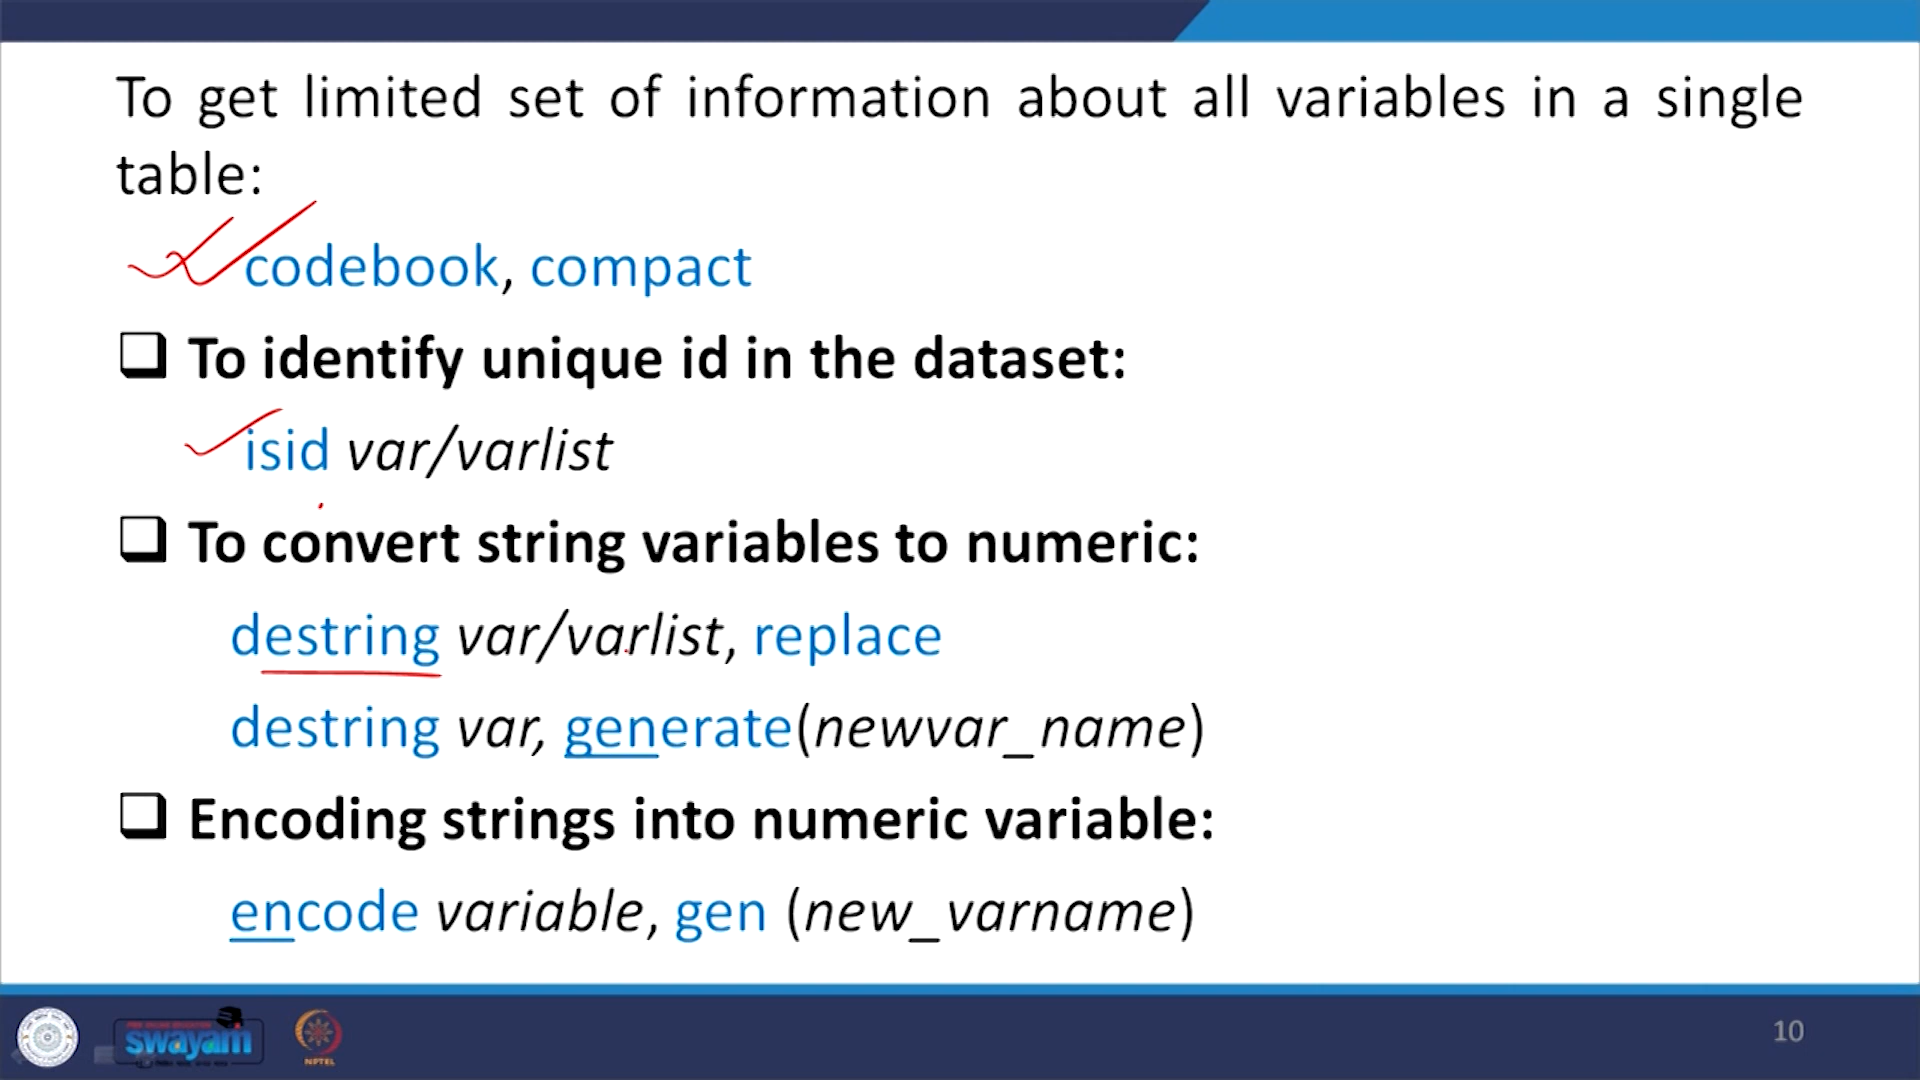 To get limited set of information about all variables in a single
table:
codebook, compact
To identify unique id in the dataset:
isid var/varlist
To convert string variables to numeric:
destring var/varlist, replace
destring var, generate(newvar_name)
Encoding strings into numeric variable:
encode variable, gen (new_varname)
swayam
NPTEL
10